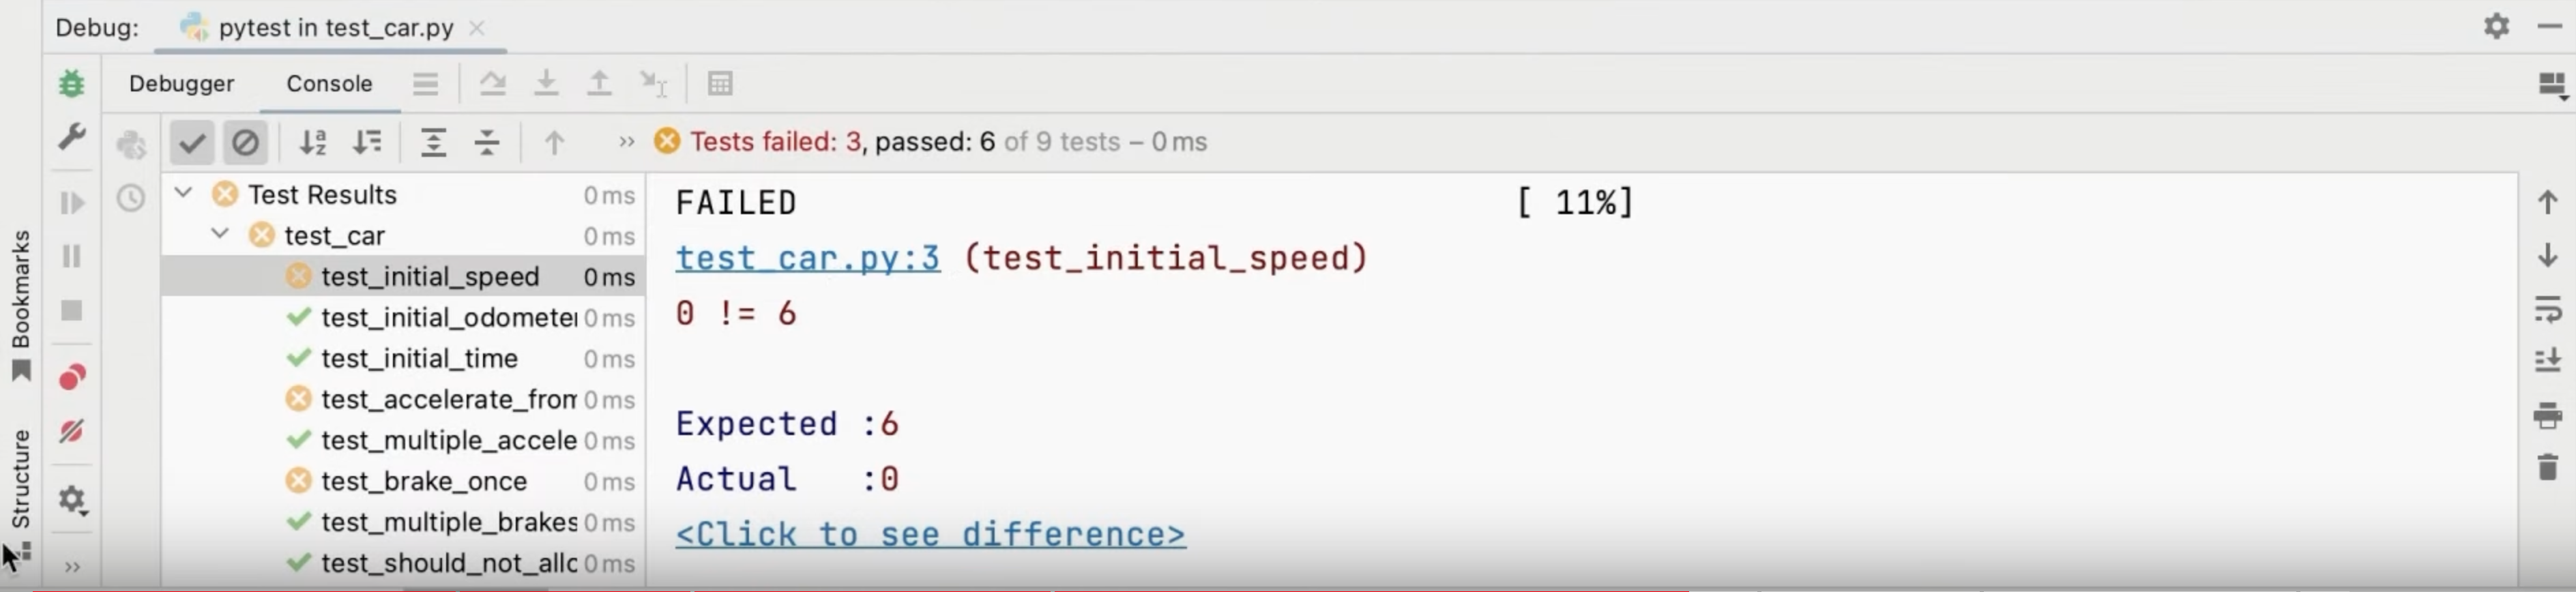 Debug: pytest in test_car.py
Debugger Console
Tests failed: 3, passed: 6 of 9 tests – 0 ms
Test Results 0 ms
test_car 0 ms
test_initial_speed 0 ms
test_initial_odometer 0 ms
test_initial_time 0 ms
test_accelerate_from 0 ms
test_multiple_accele 0 ms
test_brake_once 0 ms
test_multiple_brakes 0 ms
test_should_not_allo 0 ms
FAILED [ 11%]
test_car.py:3 (test_initial_speed)
0 != 6
Expected :6
Actual :0
<Click to see difference>
Bookmarks
Structure